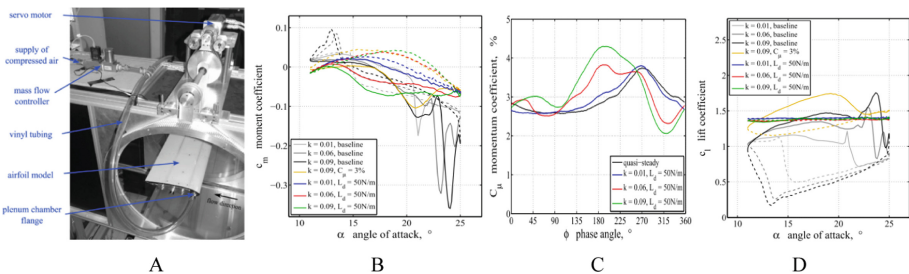 servo motor
supply of
compressed air
mass flow
controller
vinyl tubing
airfoil model
plenum chamber
flange
flow direction
A
c_m moment coefficient
0.1
0
−0.1
−0.2
−0.3
k = 0.01, baseline
k = 0.06, baseline
k = 0.09, baseline
k = 0.09, C_μ = 3%
k = 0.01, L_d = 50N/m
k = 0.06, L_d = 50N/m
k = 0.09, L_d = 50N/m
10 15 20 25
α angle of attack, °
B
C_μ momentum coefficient, %
5
4
3
2
1
0
quasi−steady
k = 0.01, L_d = 50N/m
k = 0.06, L_d = 50N/m
k = 0.09, L_d = 50N/m
0 45 90 135 180 225 270 315 360
ϕ phase angle, °
C
c_l lift coefficient
2.5
2
1.5
1
0.5
0
k = 0.01, baseline
k = 0.06, baseline
k = 0.09, baseline
k = 0.09, C_μ = 3%
k = 0.01, L_d = 50N/m
k = 0.06, L_d = 50N/m
k = 0.09, L_d = 50N/m
10 15 20 25
α angle of attack, °
D